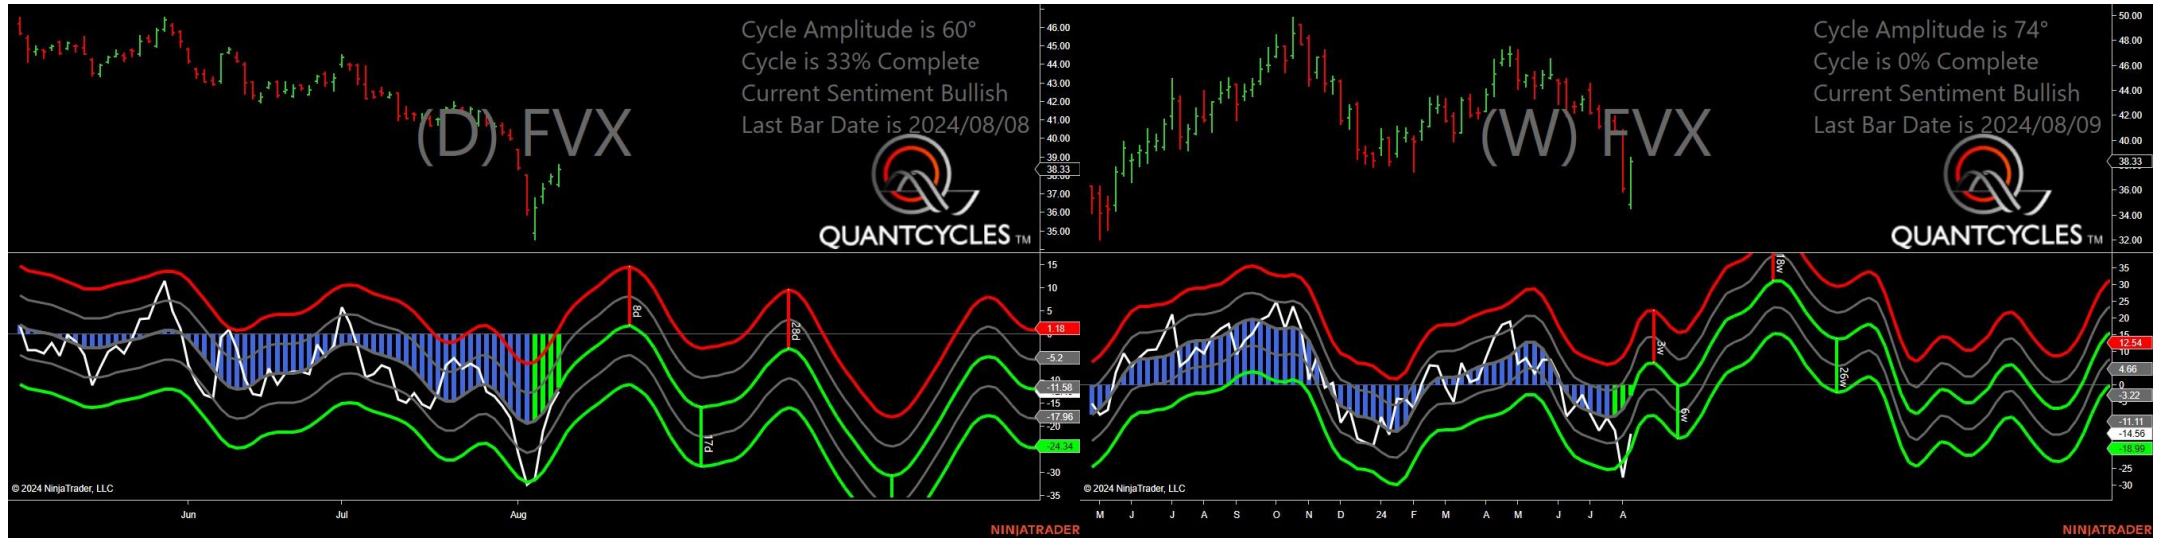 Cycle Amplitude is 60°
Cycle is 33% Complete
Current Sentiment Bullish
Last Bar Date is 2024/08/08
(D) FVX
QUANTCYCLES TM
46.00
45.00
44.00
43.00
42.00
41.00
40.00
39.00
38.33
37.00
36.00
35.00
15
10
5
1.18
-5.2
-11.58
-15
-17.96
-20
-24.34
-30
-35
8d
17d
28d
© 2024 NinjaTrader, LLC
Jun Jul Aug
NINJATRADER
Cycle Amplitude is 74°
Cycle is 0% Complete
Current Sentiment Bullish
Last Bar Date is 2024/08/09
(W) FVX
QUANTCYCLES TM
50.00
48.00
46.00
44.00
42.00
40.00
38.33
36.00
34.00
32.00
35
30
25
20
15
12.54
10
4.66
0
-3.22
-11.11
-14.56
-18.99
-25
-30
3w
6w
18w
26w
© 2024 NinjaTrader, LLC
M J J A S O N D 24 F M A M J J A
NINJATRADER